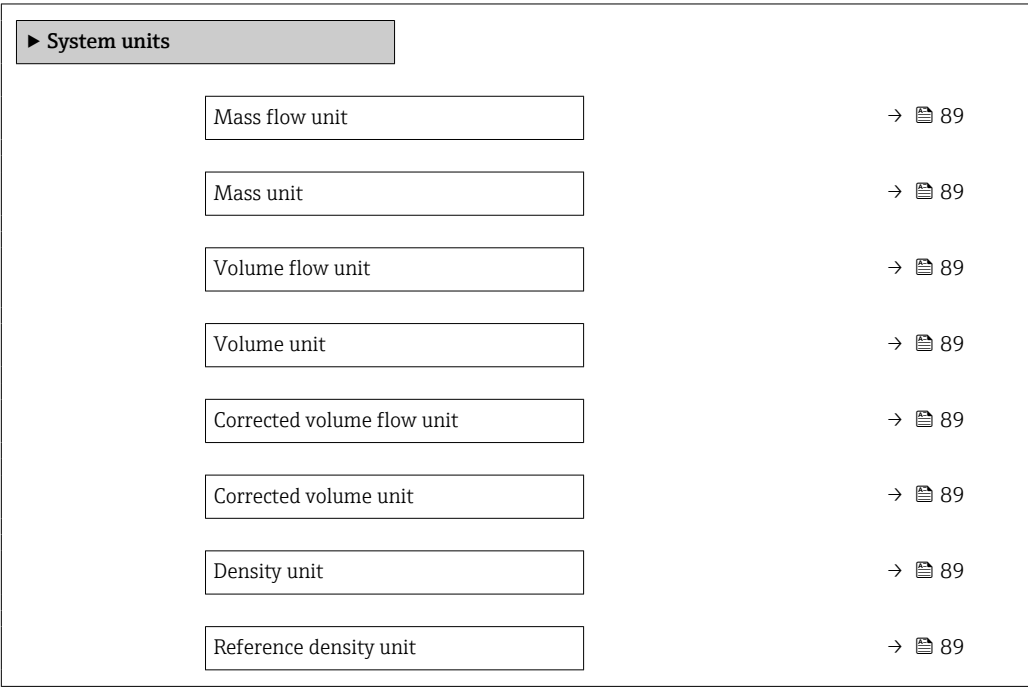 ▶ System units
Mass flow unit → 🖹 89
Mass unit → 🖹 89
Volume flow unit → 🖹 89
Volume unit → 🖹 89
Corrected volume flow unit → 🖹 89
Corrected volume unit → 🖹 89
Density unit → 🖹 89
Reference density unit → 🖹 89